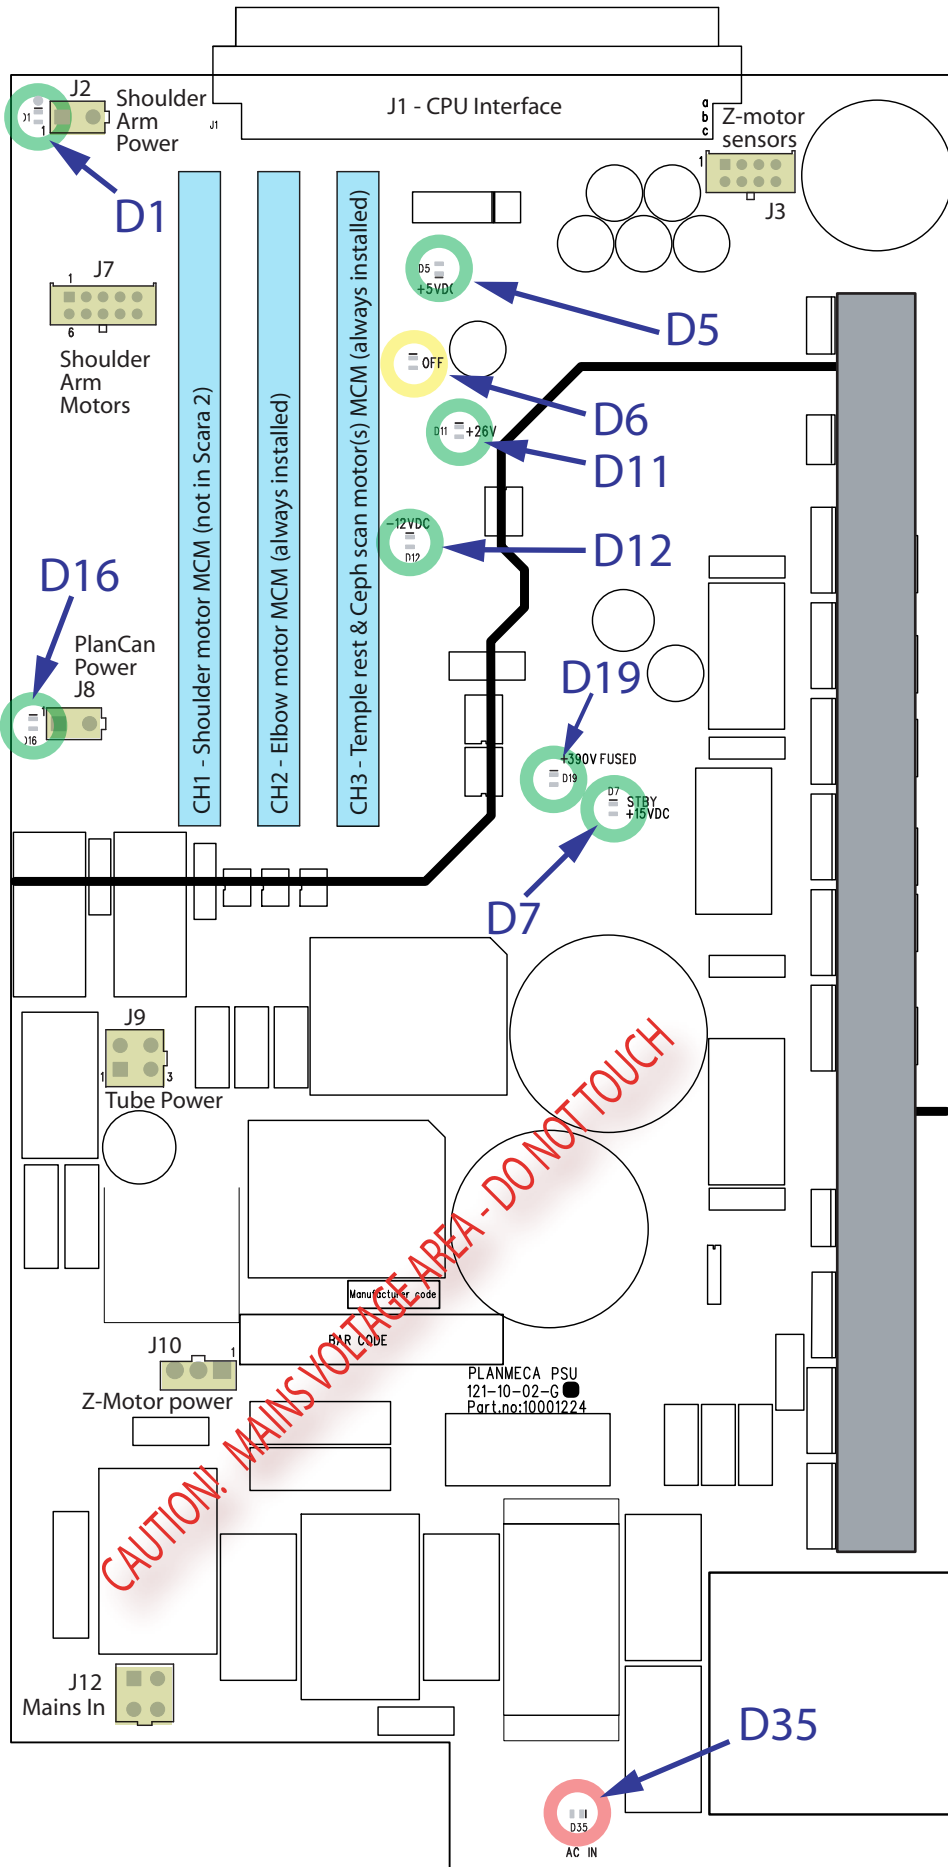 J1 - CPU Interface
a
b
c
J1
J2
Shoulder
Arm
Power
D1
1
D1
Z-motor
sensors
1
J3
J7
1
6
Shoulder
Arm
Motors
D5
+5VDC
D5
OFF
D6
D11
+26V
D11
-12VDC
D12
D12
CH1 - Shoulder motor MCM (not in Scara 2)
CH2 - Elbow motor MCM (always installed)
CH3 - Temple rest & Ceph scan motor(s) MCM (always installed)
D16
PlanCan
Power
J8
1
D16
D19
+390V FUSED
D19
D7
STBY
+15VDC
D7
J9
1
3
Tube Power
CAUTION! MAINS VOLTAGE AREA - DO NOT TOUCH
Manufacturer code
BAR CODE
J10
1
Z-Motor power
PLANMECA PSU
121-10-02-G
Part.no:10001224
J12
Mains In
D35
D35
AC IN